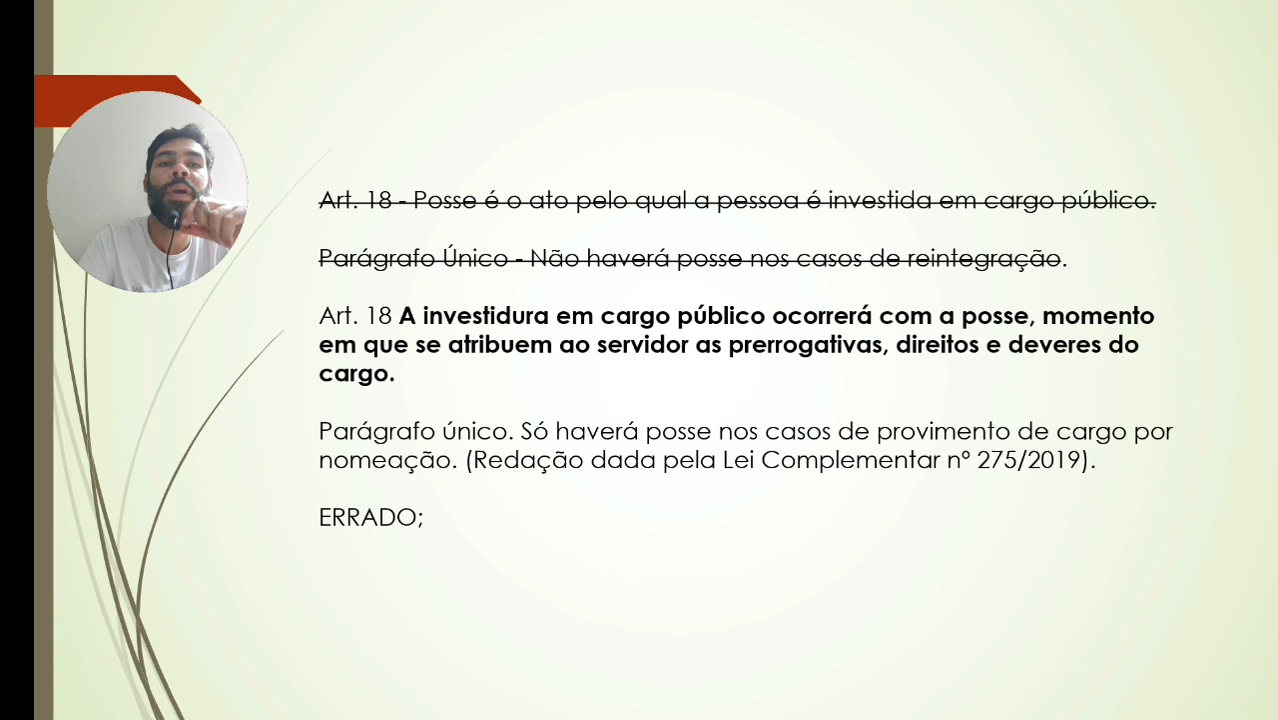 Art. 18 - Posse é o ato pelo qual a pessoa é investida em cargo público.
Parágrafo Único - Não haverá posse nos casos de reintegração.
Art. 18 A investidura em cargo público ocorrerá com a posse, momento
em que se atribuem ao servidor as prerrogativas, direitos e deveres do
cargo.
Parágrafo único. Só haverá posse nos casos de provimento de cargo por
nomeação. (Redação dada pela Lei Complementar nº 275/2019).
ERRADO;